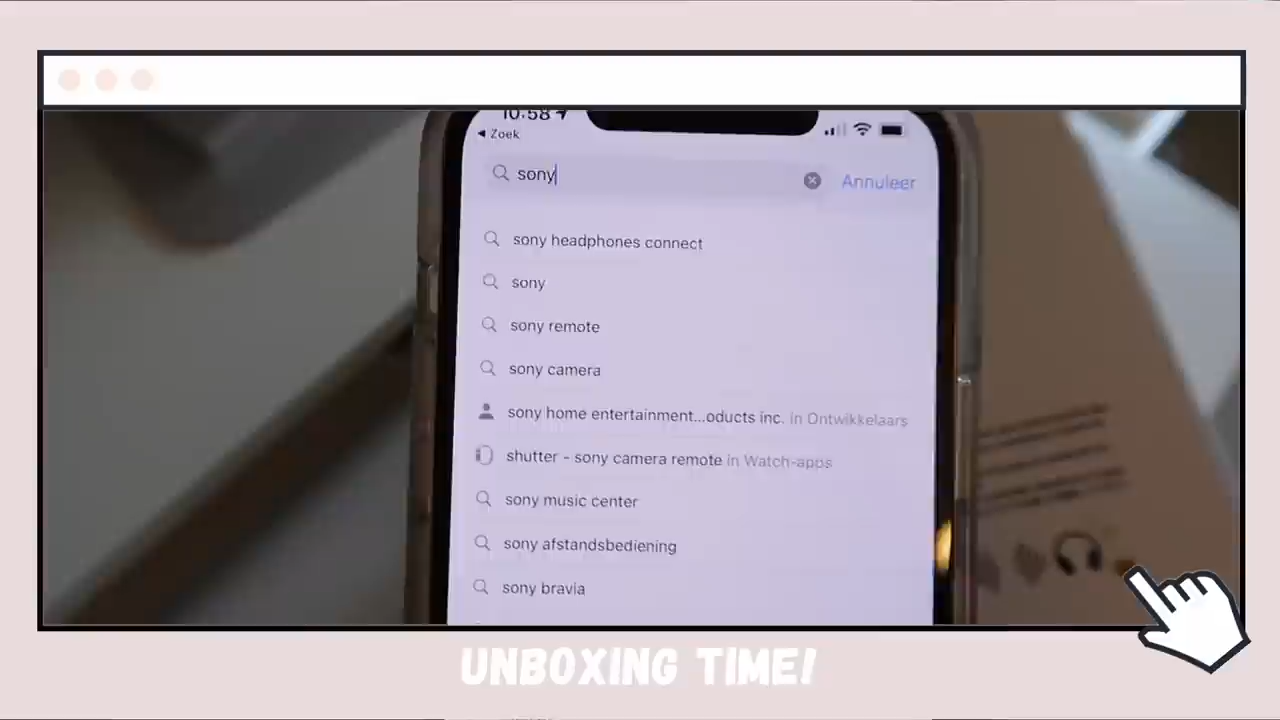 10:58
Zoek
sony
Annuleer
sony headphones connect
sony
sony remote
sony camera
sony home entertainment...oducts inc. in Ontwikkelaars
shutter - sony camera remote in Watch-apps
sony music center
sony afstandsbediening
sony bravia
UNBOXING TIME!